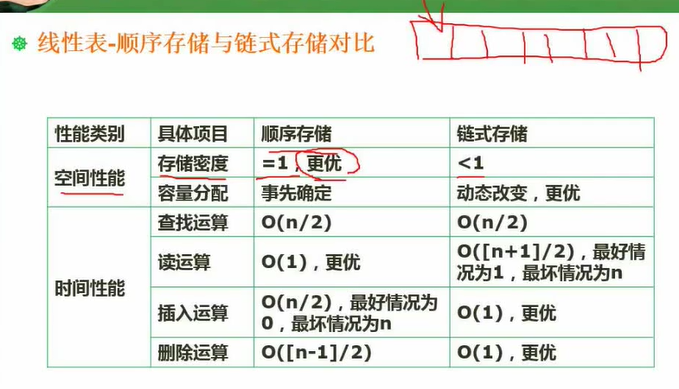 线性表-顺序存储与链式存储对比
性能类别 具体项目 顺序存储 链式存储
空间性能 存储密度 =1，更优 <1
容量分配 事先确定 动态改变，更优
时间性能 查找运算 O(n/2) O(n/2)
读运算 O(1)，更优 O([n+1]/2)，最好情
况为1，最坏情况为n
插入运算 O(n/2)，最好情况为
0，最坏情况为n O(1)，更优
删除运算 O([n-1]/2) O(1)，更优